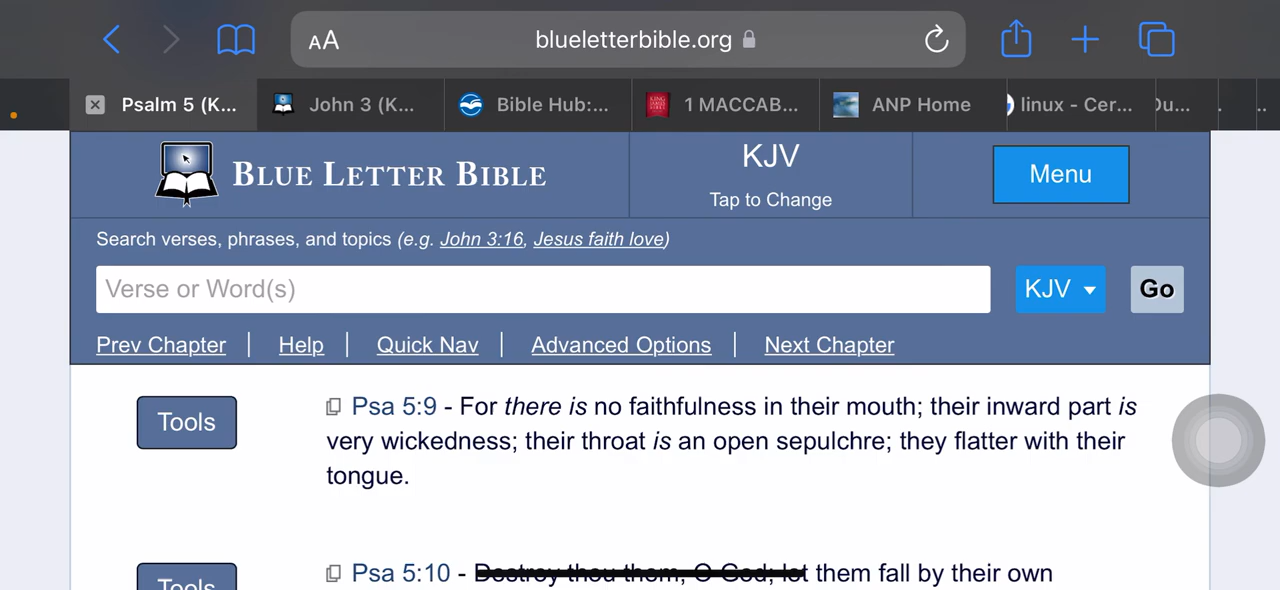 AA blueletterbible.org
Psalm 5 (K... John 3 (K... Bible Hub:... 1 MACCAB... ANP Home linux - Cer... Du... . ..
BLUE LETTER BIBLE
KJV
Tap to Change
Menu
Search verses, phrases, and topics (e.g. John 3:16, Jesus faith love)
Verse or Word(s) KJV Go
Prev Chapter | Help | Quick Nav | Advanced Options | Next Chapter
Tools
Psa 5:9 - For there is no faithfulness in their mouth; their inward part is
very wickedness; their throat is an open sepulchre; they flatter with their
tongue.
Tools
Psa 5:10 - Destroy thou them, O God; let them fall by their own